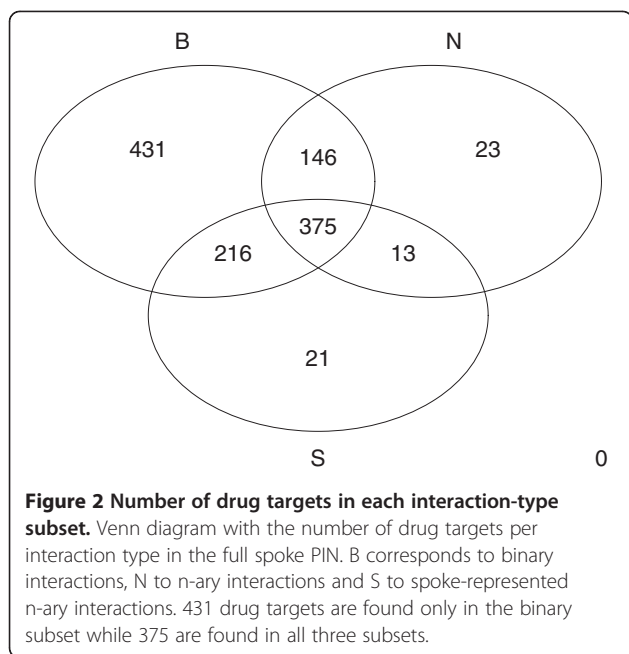 B N
431 146 23
375
216 13
21
S 0
Figure 2 Number of drug targets in each interaction-type
subset. Venn diagram with the number of drug targets per
interaction type in the full spoke PIN. B corresponds to binary
interactions, N to n-ary interactions and S to spoke-represented
n-ary interactions. 431 drug targets are found only in the binary
subset while 375 are found in all three subsets.